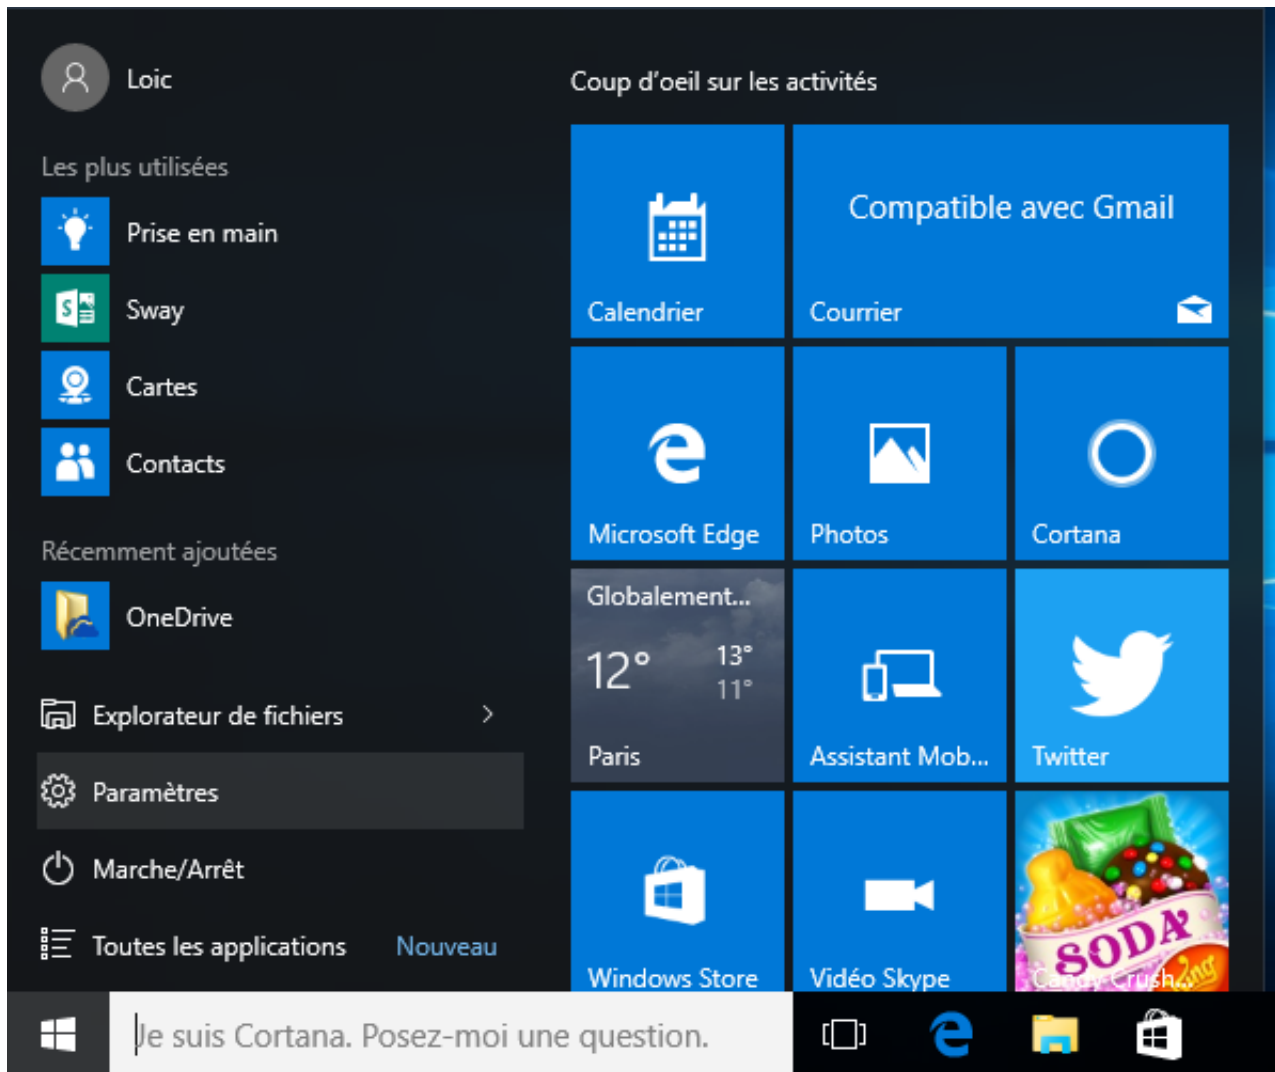 Loic
Les plus utilisées
Prise en main
Sway
Cartes
Contacts
Récemment ajoutées
OneDrive
Explorateur de fichiers
Paramètres
Marche/Arrêt
Toutes les applications Nouveau
Coup d'oeil sur les activités
Calendrier
Compatible avec Gmail
Courrier
Microsoft Edge
Photos
Cortana
Globalement...
12° 13°
11°
Paris
Assistant Mob...
Twitter
Windows Store
Vidéo Skype
SODA
Candy Crush...
Je suis Cortana. Posez-moi une question.